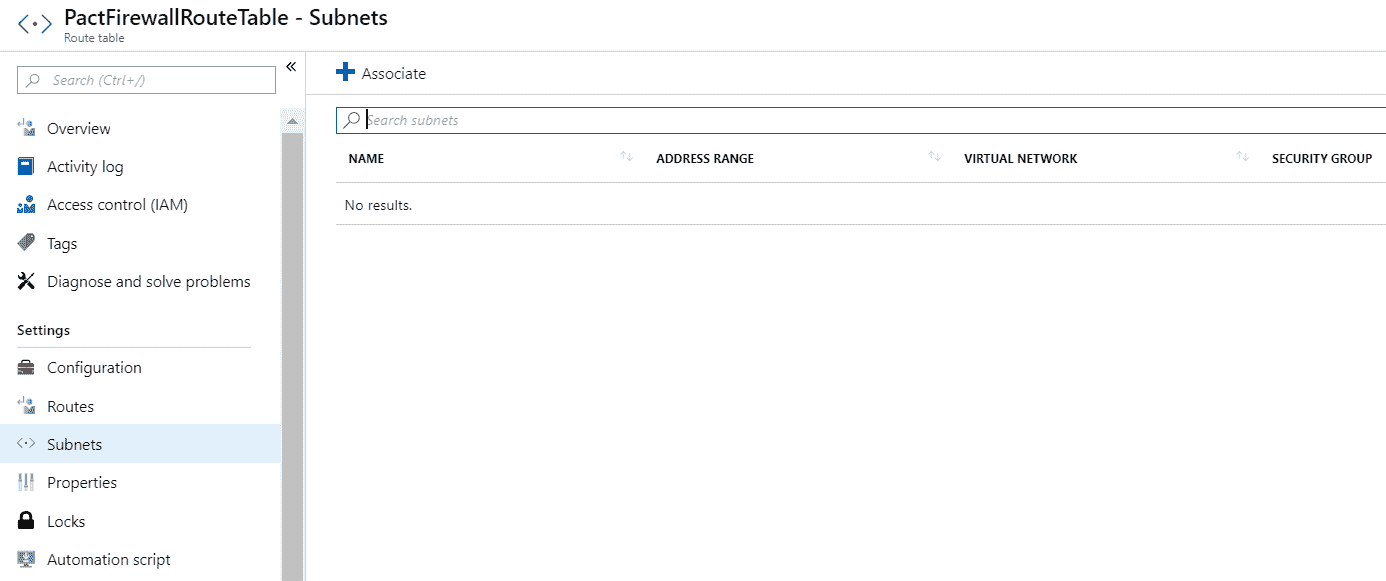 PactFirewallRouteTable - Subnets
Route table
Search (Ctrl+/)
«
Overview
Activity log
Access control (IAM)
Tags
Diagnose and solve problems
Settings
Configuration
Routes
Subnets
Properties
Locks
Automation script
Associate
Search subnets
NAME ADDRESS RANGE VIRTUAL NETWORK SECURITY GROUP
No results.